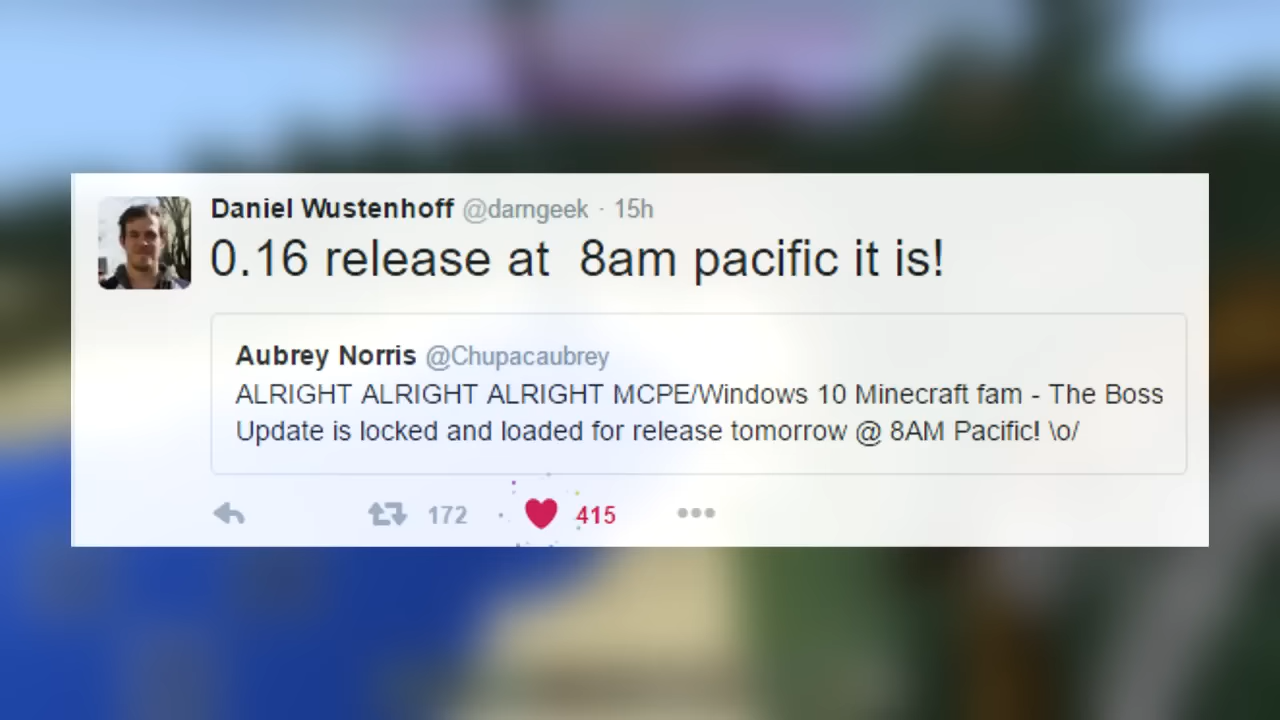 Daniel Wustenhoff @darngeek · 15h
0.16 release at  8am pacific it is!
Aubrey Norris @Chupacaubrey
ALRIGHT ALRIGHT ALRIGHT MCPE/Windows 10 Minecraft fam - The Boss
Update is locked and loaded for release tomorrow @ 8AM Pacific! \o/
172 415